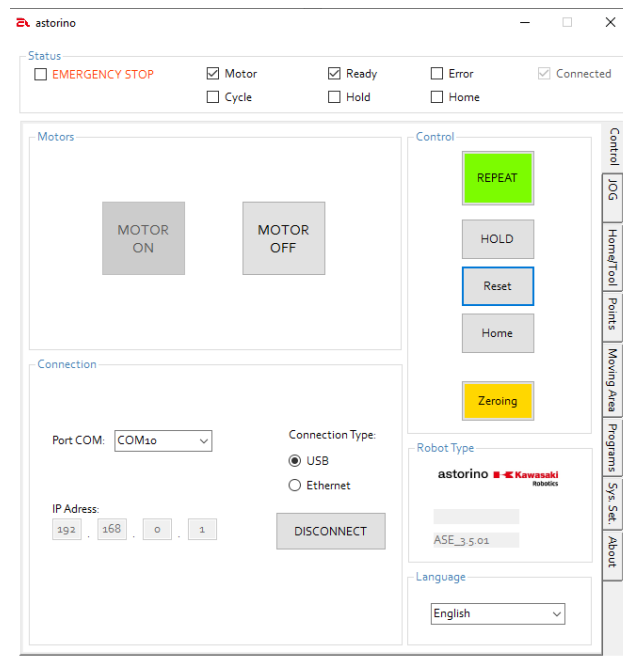 astorino
Status
EMERGENCY STOP
Motor
Ready
Error
Connected
Cycle
Hold
Home
Motors
MOTOR
ON
MOTOR
OFF
Control
REPEAT
HOLD
Reset
Home
Zeroing
Connection
Port COM:
COM10
Connection Type:
USB
Ethernet
IP Adress:
192 . 168 . 0 . 1
DISCONNECT
Robot Type
astorino Kawasaki
Robotics
ASE_3.5.01
Language
English
Control
JOG
Home/Tool
Points
Moving Area
Programs
Sys. Set.
About